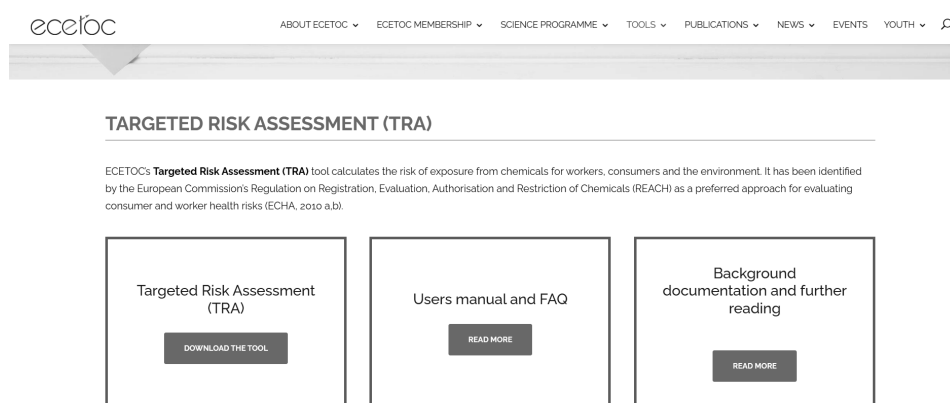 ecetoc
ABOUT ECETOC ECETOC MEMBERSHIP SCIENCE PROGRAMME TOOLS PUBLICATIONS NEWS EVENTS YOUTH
TARGETED RISK ASSESSMENT (TRA)
ECETOC's Targeted Risk Assessment (TRA) tool calculates the risk of exposure from chemicals for workers, consumers and the environment. It has been identified
by the European Commission's Regulation on Registration, Evaluation, Authorisation and Restriction of Chemicals (REACH) as a preferred approach for evaluating
consumer and worker health risks (ECHA, 2010 a,b).
Targeted Risk Assessment
(TRA)
DOWNLOAD THE TOOL
Users manual and FAQ
READ MORE
Background
documentation and further
reading
READ MORE